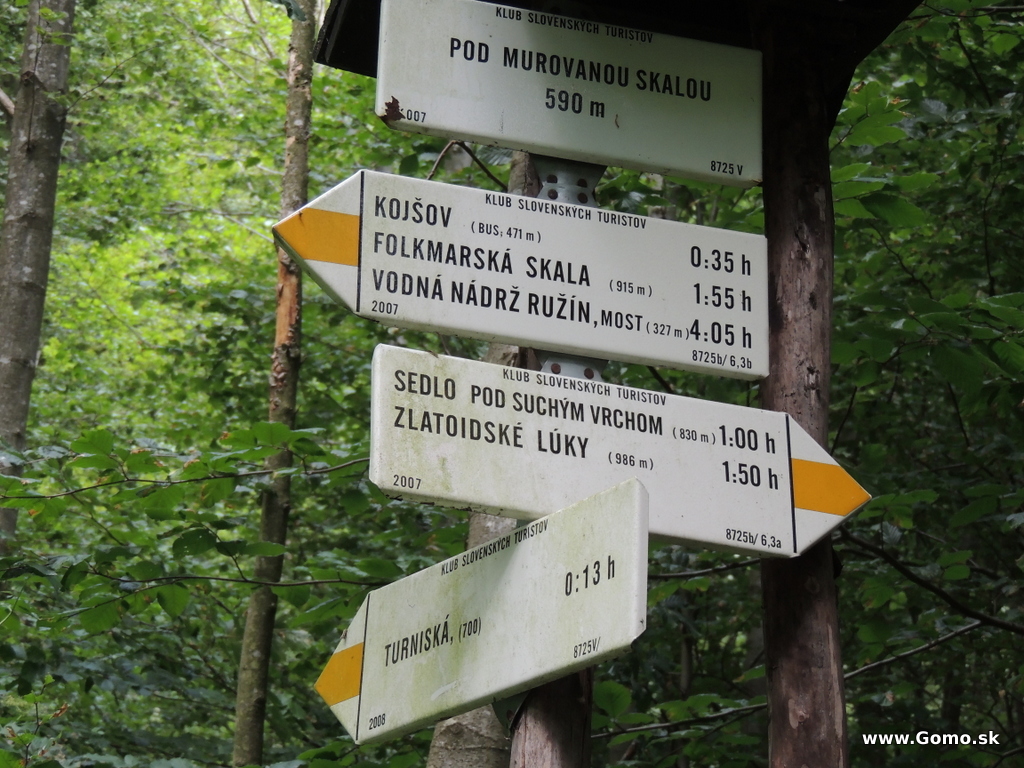 KLUB SLOVENSKÝCH TURISTOV
POD MUROVANOU SKALOU
590 m
007
8725 V
KLUB SLOVENSKÝCH TURISTOV
KOJŠOV (BUS; 471 m) 0:35 h
FOLKMARSKÁ SKALA (915 m) 1:55 h
VODNÁ NÁDRŽ RUŽÍN, MOST (327 m) 4:05 h
2007
8725b/ 6,3b
KLUB SLOVENSKÝCH TURISTOV
SEDLO POD SUCHÝM VRCHOM (830 m) 1:00 h
ZLATOIDSKÉ LÚKY (986 m) 1:50 h
2007
8725b/ 6,3a
KLUB SLOVENSKÝCH TURISTOV
0:13 h
TURNISKÁ, (700)
8725V/
2008
www.Gomo.sk